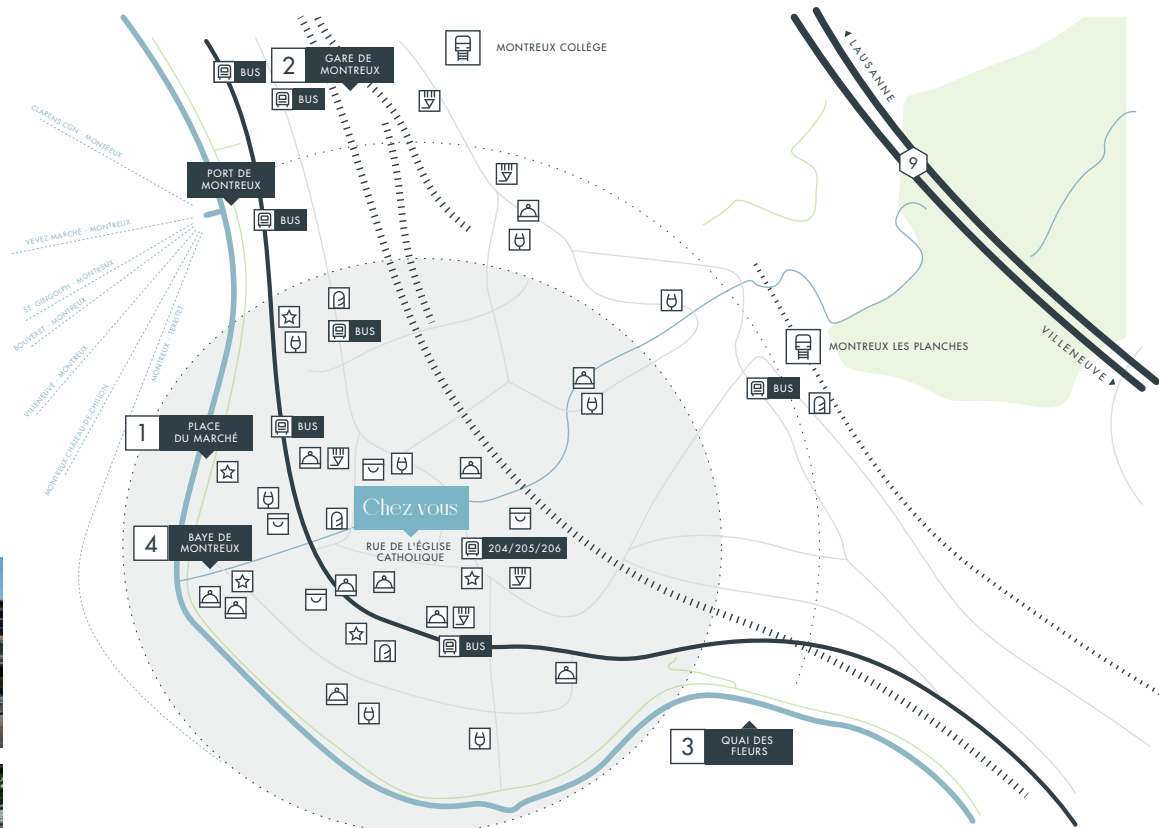 MONTREUX COLLÈGE
LAUSANNE
2
GARE DE
MONTREUX
BUS
BUS
9
CLARENS CGN - MONTREUX
PORT DE
MONTREUX
BUS
VEVEZ MARCHÉ - MONTREUX
ST. GINGOLPH - MONTREUX
BOUVERET - MONTREUX
VILLENEUVE - MONTREUX
MONTREUX CHÂTEAU-DE-CHILLON
MONTREUX - TERRITET
BUS
VILLENEUVE
MONTREUX LES PLANCHES
BUS
1
PLACE
DU MARCHÉ
BUS
Chez vous
4
BAYE DE
MONTREUX
RUE DE L'ÉGLISE
CATHOLIQUE
204/205/206
BUS
3
QUAI DES
FLEURS